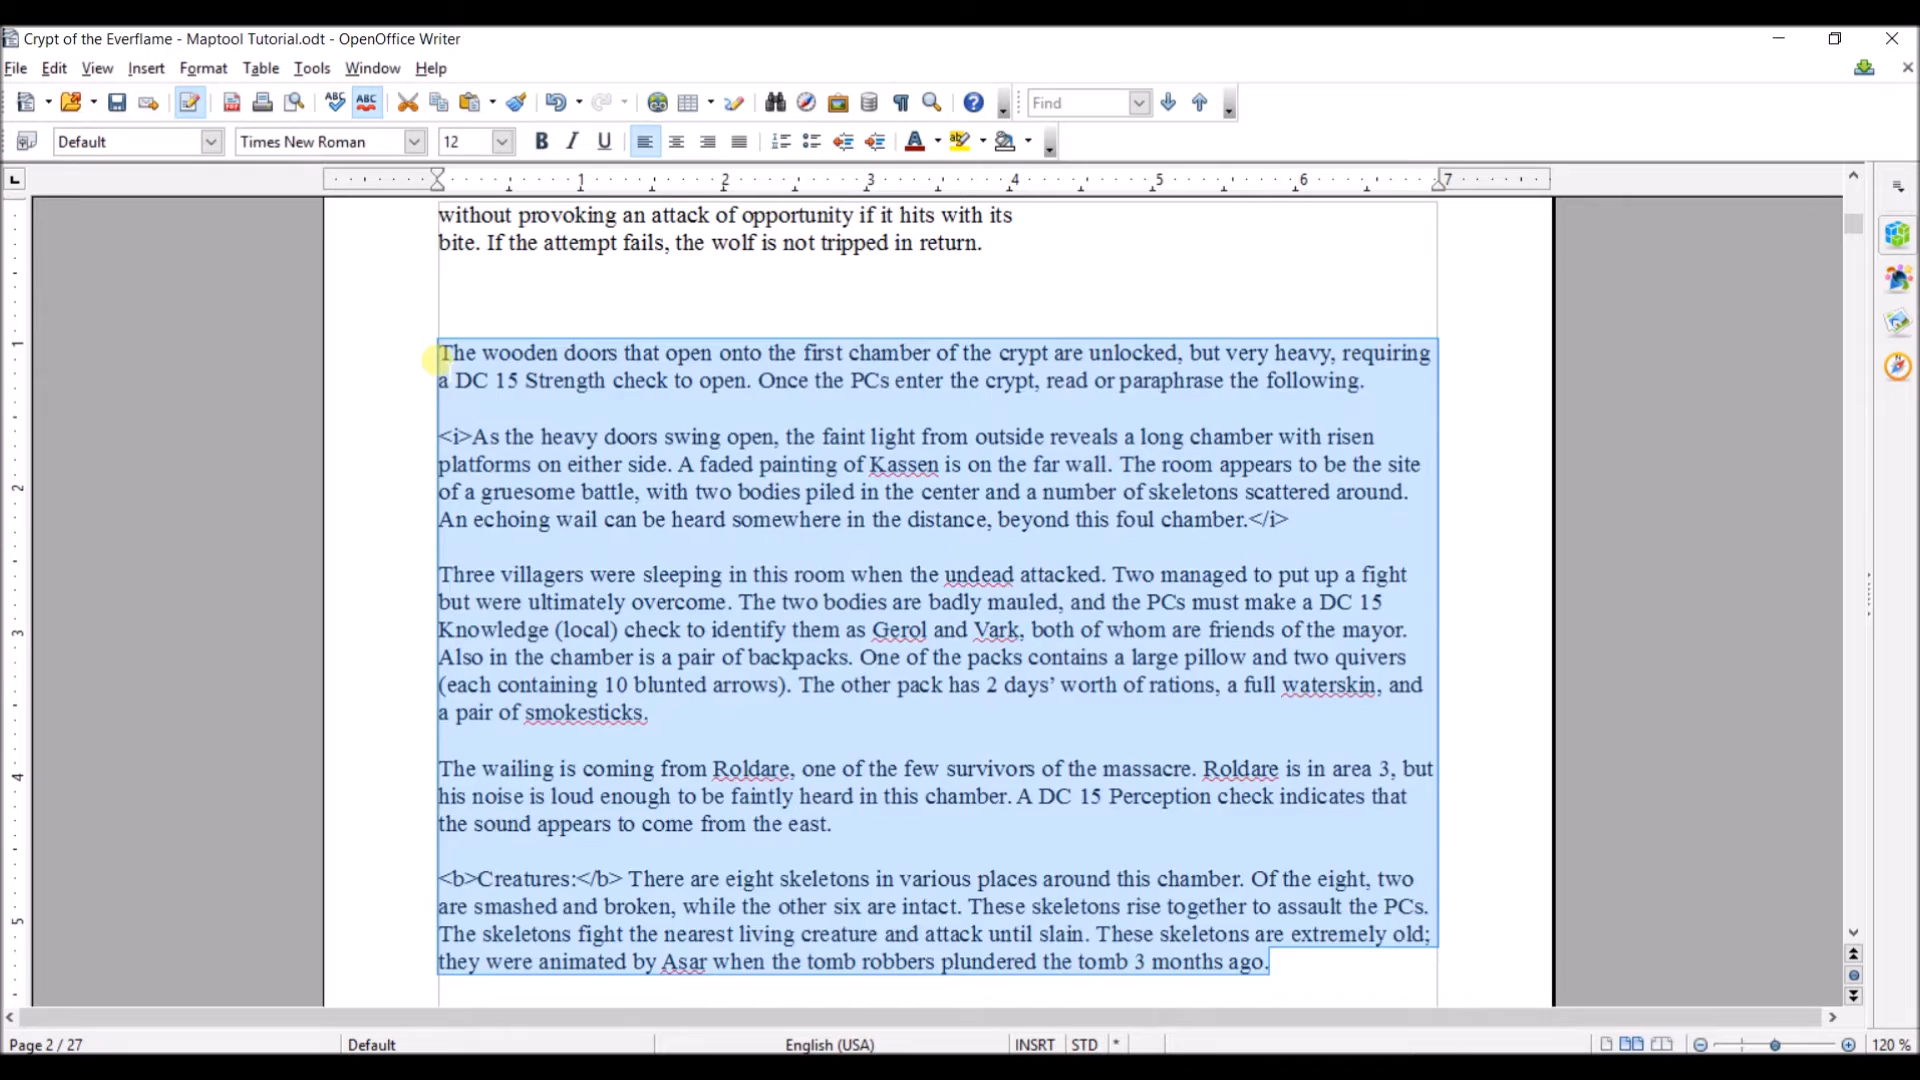 Crypt of the Everflame - Maptool Tutorial.odt - OpenOffice Writer
File Edit View Insert Format Table Tools Window Help
Find
Default Times New Roman 12
1 2 3 4 5 6 7
without provoking an attack of opportunity if it hits with its
bite. If the attempt fails, the wolf is not tripped in return.
The wooden doors that open onto the first chamber of the crypt are unlocked, but very heavy, requiring
a DC 15 Strength check to open. Once the PCs enter the crypt, read or paraphrase the following.
<i>As the heavy doors swing open, the faint light from outside reveals a long chamber with risen
platforms on either side. A faded painting of Kassen is on the far wall. The room appears to be the site
of a gruesome battle, with two bodies piled in the center and a number of skeletons scattered around.
An echoing wail can be heard somewhere in the distance, beyond this foul chamber.</i>
Three villagers were sleeping in this room when the undead attacked. Two managed to put up a fight
but were ultimately overcome. The two bodies are badly mauled, and the PCs must make a DC 15
Knowledge (local) check to identify them as Gerol and Vark, both of whom are friends of the mayor.
Also in the chamber is a pair of backpacks. One of the packs contains a large pillow and two quivers
(each containing 10 blunted arrows). The other pack has 2 days’ worth of rations, a full waterskin, and
a pair of smokesticks.
The wailing is coming from Roldare, one of the few survivors of the massacre. Roldare is in area 3, but
his noise is loud enough to be faintly heard in this chamber. A DC 15 Perception check indicates that
the sound appears to come from the east.
<b>Creatures:</b> There are eight skeletons in various places around this chamber. Of the eight, two
are smashed and broken, while the other six are intact. These skeletons rise together to assault the PCs.
The skeletons fight the nearest living creature and attack until slain. These skeletons are extremely old;
they were animated by Asar when the tomb robbers plundered the tomb 3 months ago.
1
2
3
4
5
Page 2 / 27 Default English (USA) INSRT STD * 120 %